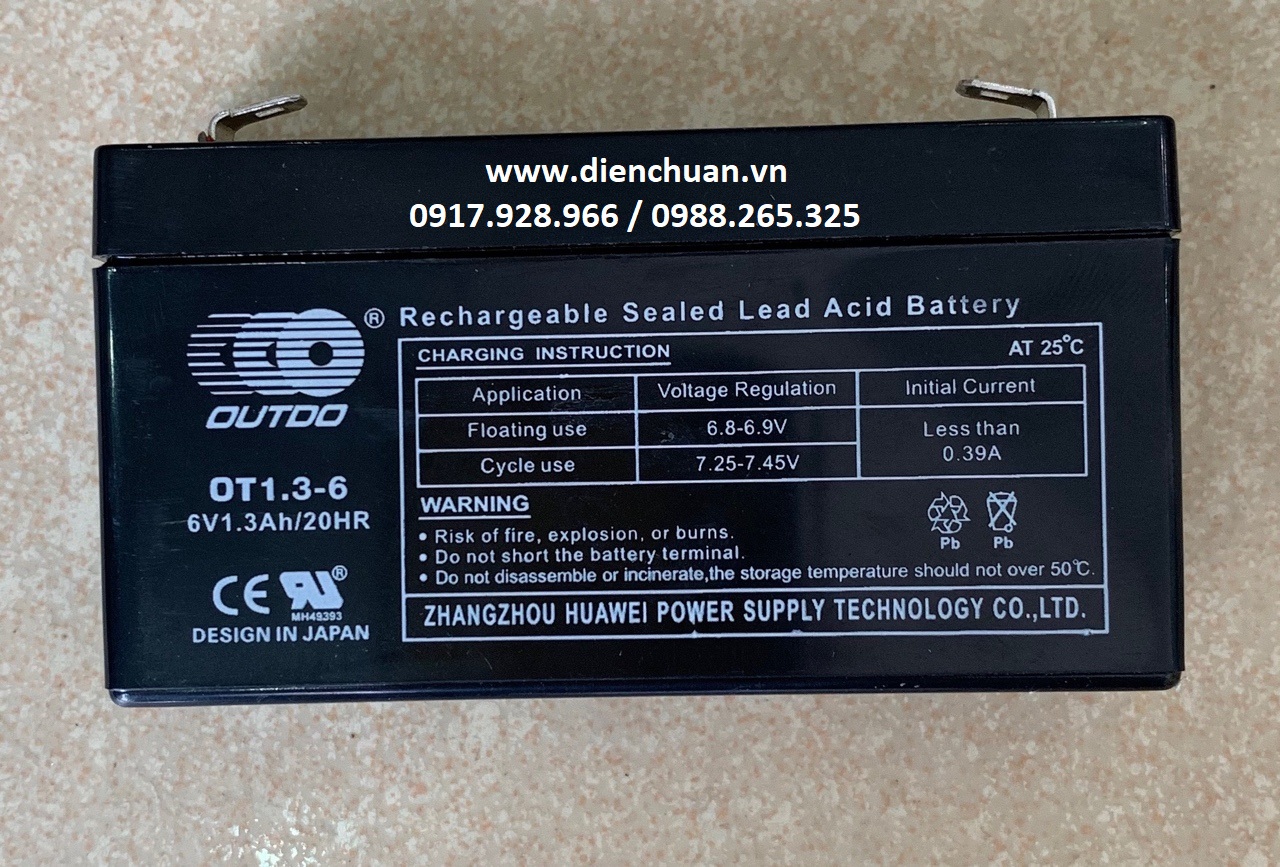 www.dienchuan.vn
0917.928.966 / 0988.265.325
® Rechargeable Sealed Lead Acid Battery
OUTDO
OT1.3-6
6V1.3Ah/20HR
CE ®
MH49393
DESIGN IN JAPAN
CHARGING INSTRUCTION AT 25°C
Application Voltage Regulation Initial Current
Floating use 6.8-6.9V Less than
0.39A
Cycle use 7.25-7.45V
WARNING
• Risk of fire, explosion, or burns.
• Do not short the battery terminal.
• Do not disassemble or incinerate,the storage temperature should not over 50°C.
Pb Pb
ZHANGZHOU HUAWEI POWER SUPPLY TECHNOLOGY CO.,LTD.